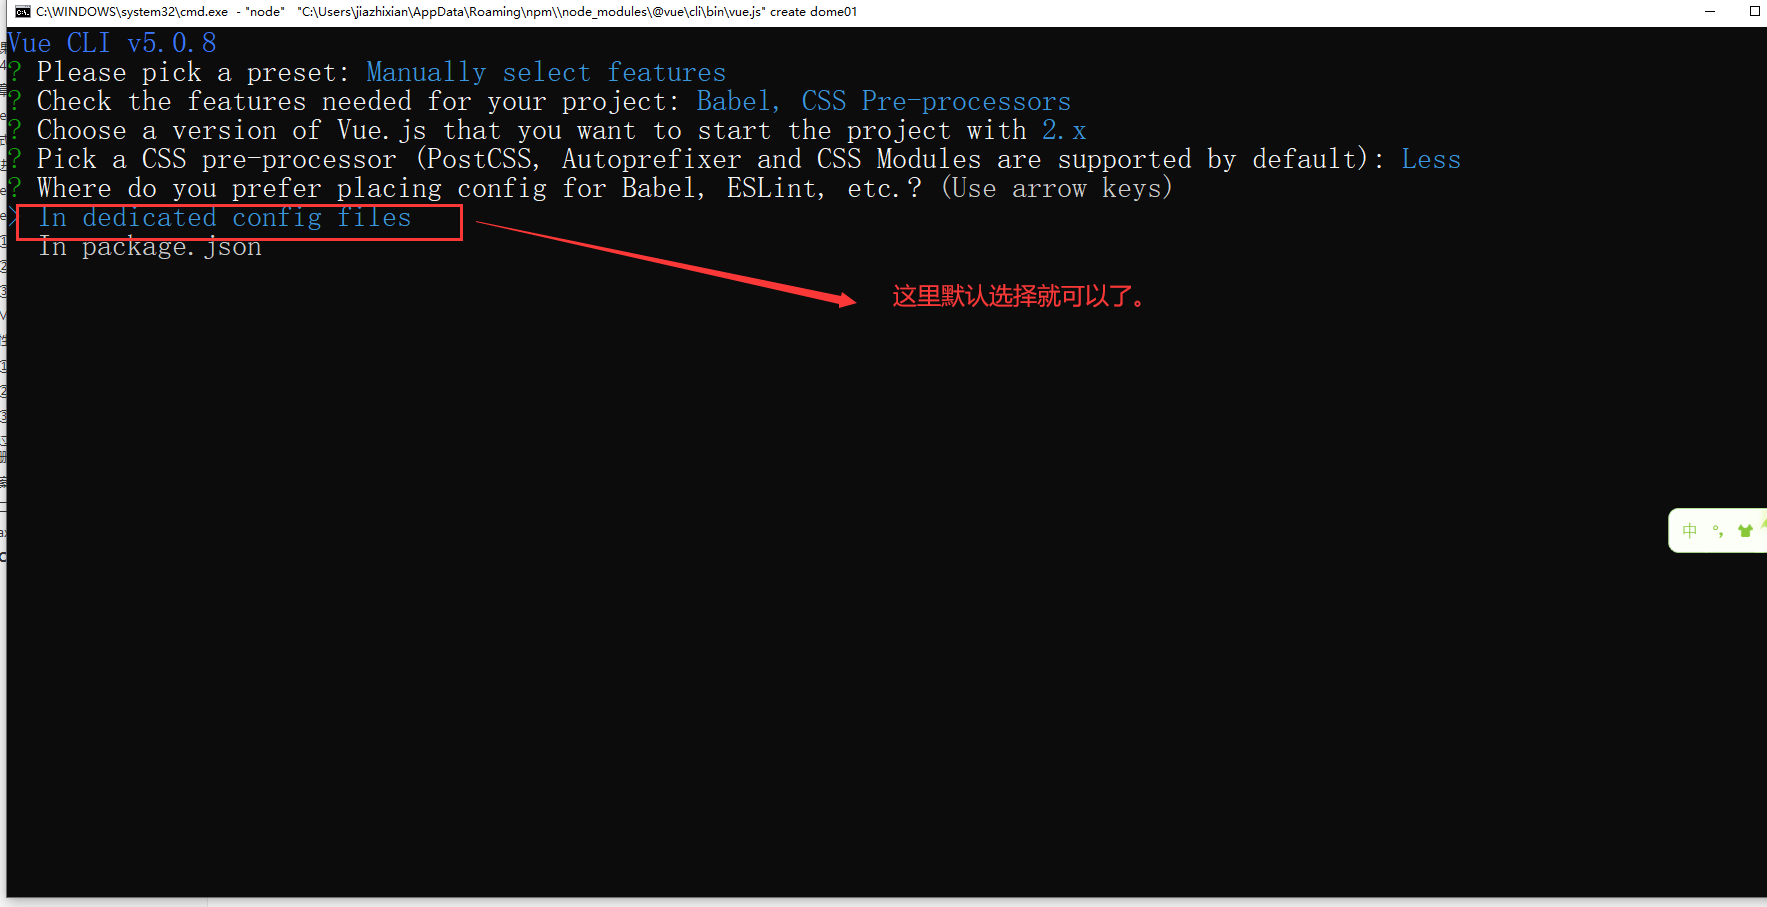 C:\WINDOWS\system32\cmd.exe - "node" "C:\Users\jiazhixian\AppData\Roaming\npm\\node_modules\@vue\cli\bin\vue.js" create dome01
Vue CLI v5.0.8
? Please pick a preset: Manually select features
? Check the features needed for your project: Babel, CSS Pre-processors
? Choose a version of Vue.js that you want to start the project with 2.x
? Pick a CSS pre-processor (PostCSS, Autoprefixer and CSS Modules are supported by default): Less
? Where do you prefer placing config for Babel, ESLint, etc.? (Use arrow keys)
> In dedicated config files
In package.json
这里默认选择就可以了。
中 °,